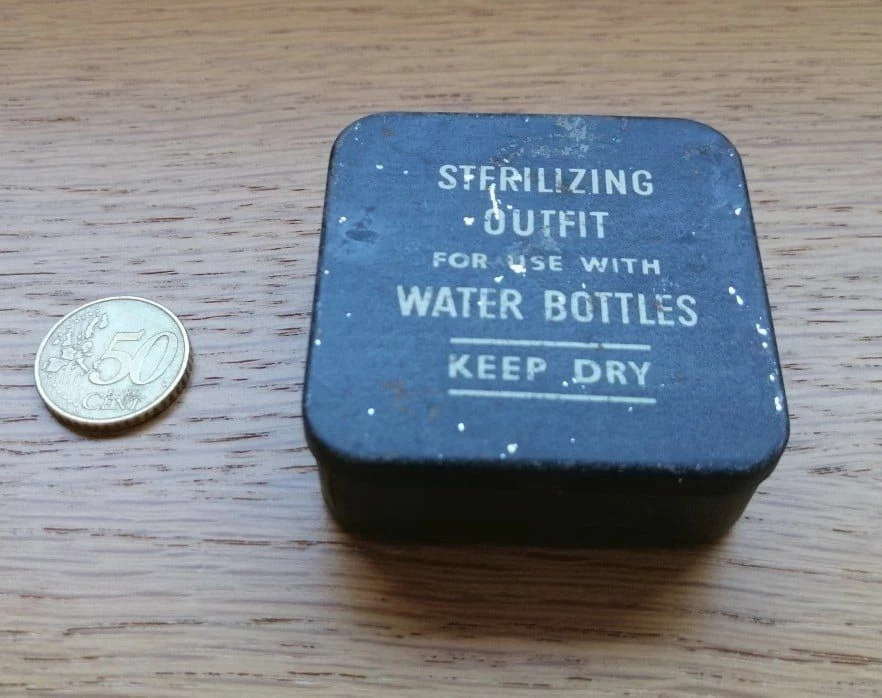 STERILIZING
OUTFIT
FOR USE WITH
WATER BOTTLES
KEEP DRY
50
CENT